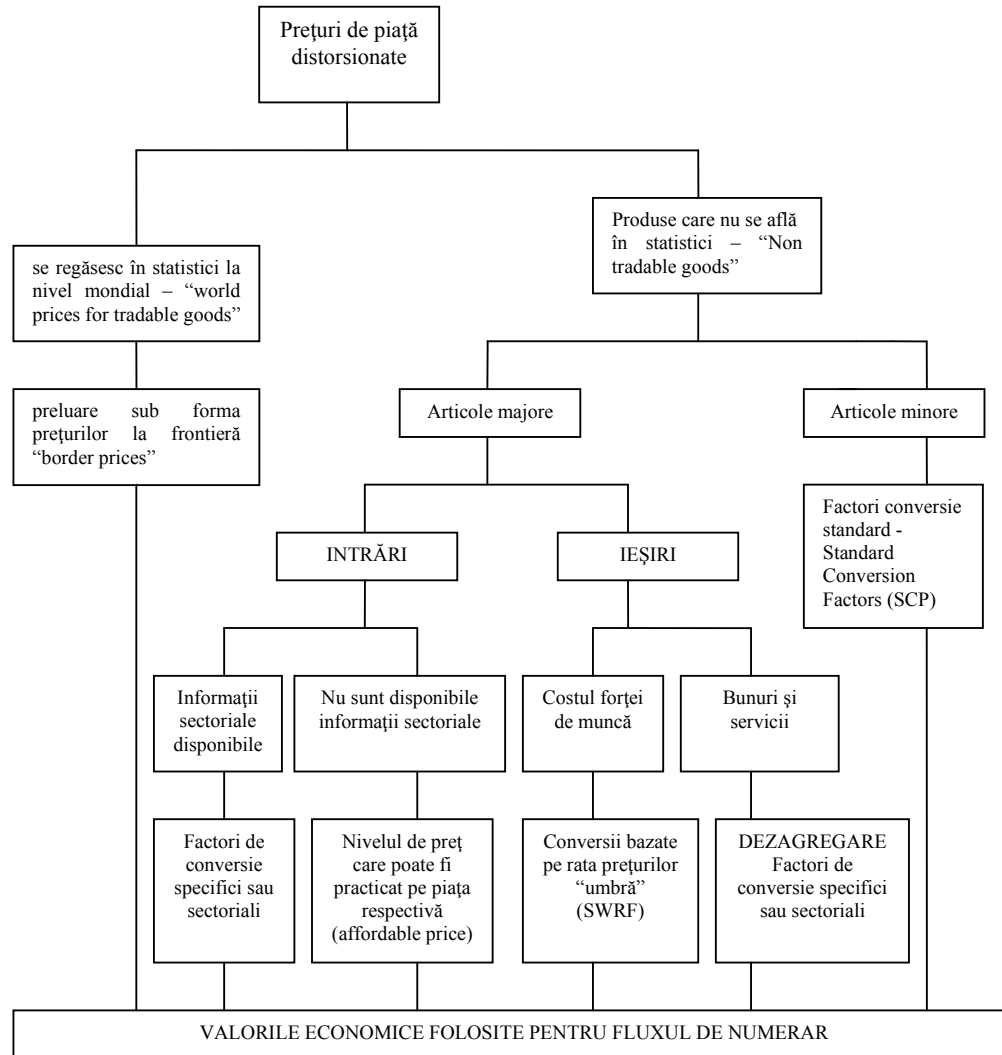 Preţuri de piaţă
distorsionate
Produse care nu se află
în statistici – “Non
tradable goods”
se regăsesc în statistici la
nivel mondial – “world
prices for tradable goods”
preluare sub forma
preţurilor la frontieră
“border prices”
Articole majore
Articole minore
Factori conversie
standard -
Standard
Conversion
Factors (SCP)
INTRĂRI
IEŞIRI
Informaţii
sectoriale
disponibile
Nu sunt disponibile
informaţii sectoriale
Costul forţei
de muncă
Bunuri şi
servicii
Factori de
conversie
specifici sau
sectoriali
Nivelul de preţ
care poate fi
practicat pe piaţa
respectivă
(affordable price)
Conversii bazate
pe rata preţurilor
“umbră”
(SWRF)
DEZAGREGARE
Factori de
conversie specifici
sau sectoriali
VALORILE ECONOMICE FOLOSITE PENTRU FLUXUL DE NUMERAR